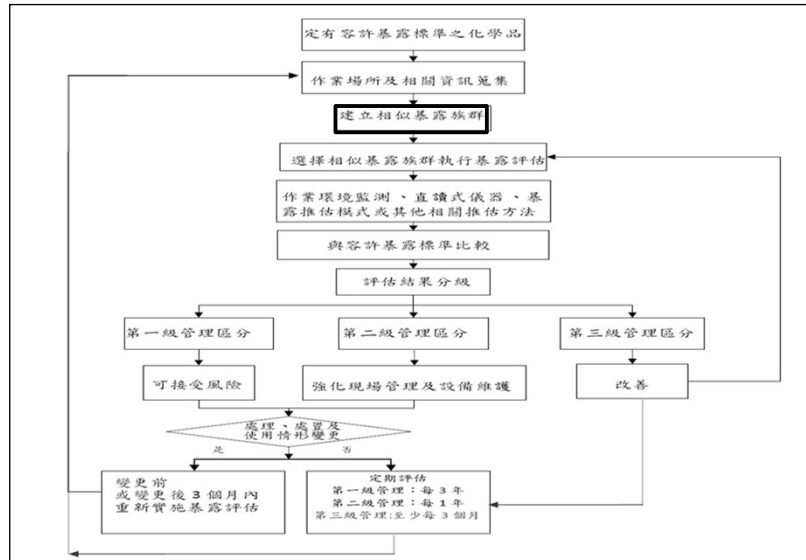 定有容許暴露標準之化學品
作業場所及相關資訊蒐集
建立相似暴露族群
選擇相似暴露族群執行暴露評估
作業環境監測、直讀式儀器、暴
露推估模式或其他相關推估方法
與容許暴露標準比較
評估結果分級
第一級管理區分
第二級管理區分
第三級管理區分
可接受風險
強化現場管理及設備維護
改善
處理、處置及
使用情形變更
是
否
變更前
或變更後3個月內
重新實施暴露評估
定期評估
第一級管理：每3年
第二級管理：每1年
第三級管理:至少每3個月